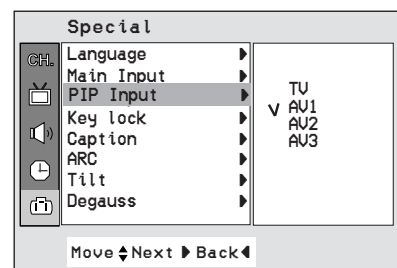 Special
CH.
Language
Main Input
PIP Input
Key lock
Caption
ARC
Tilt
Degauss
TV
V AV1
AV2
AV3
Move Next Back